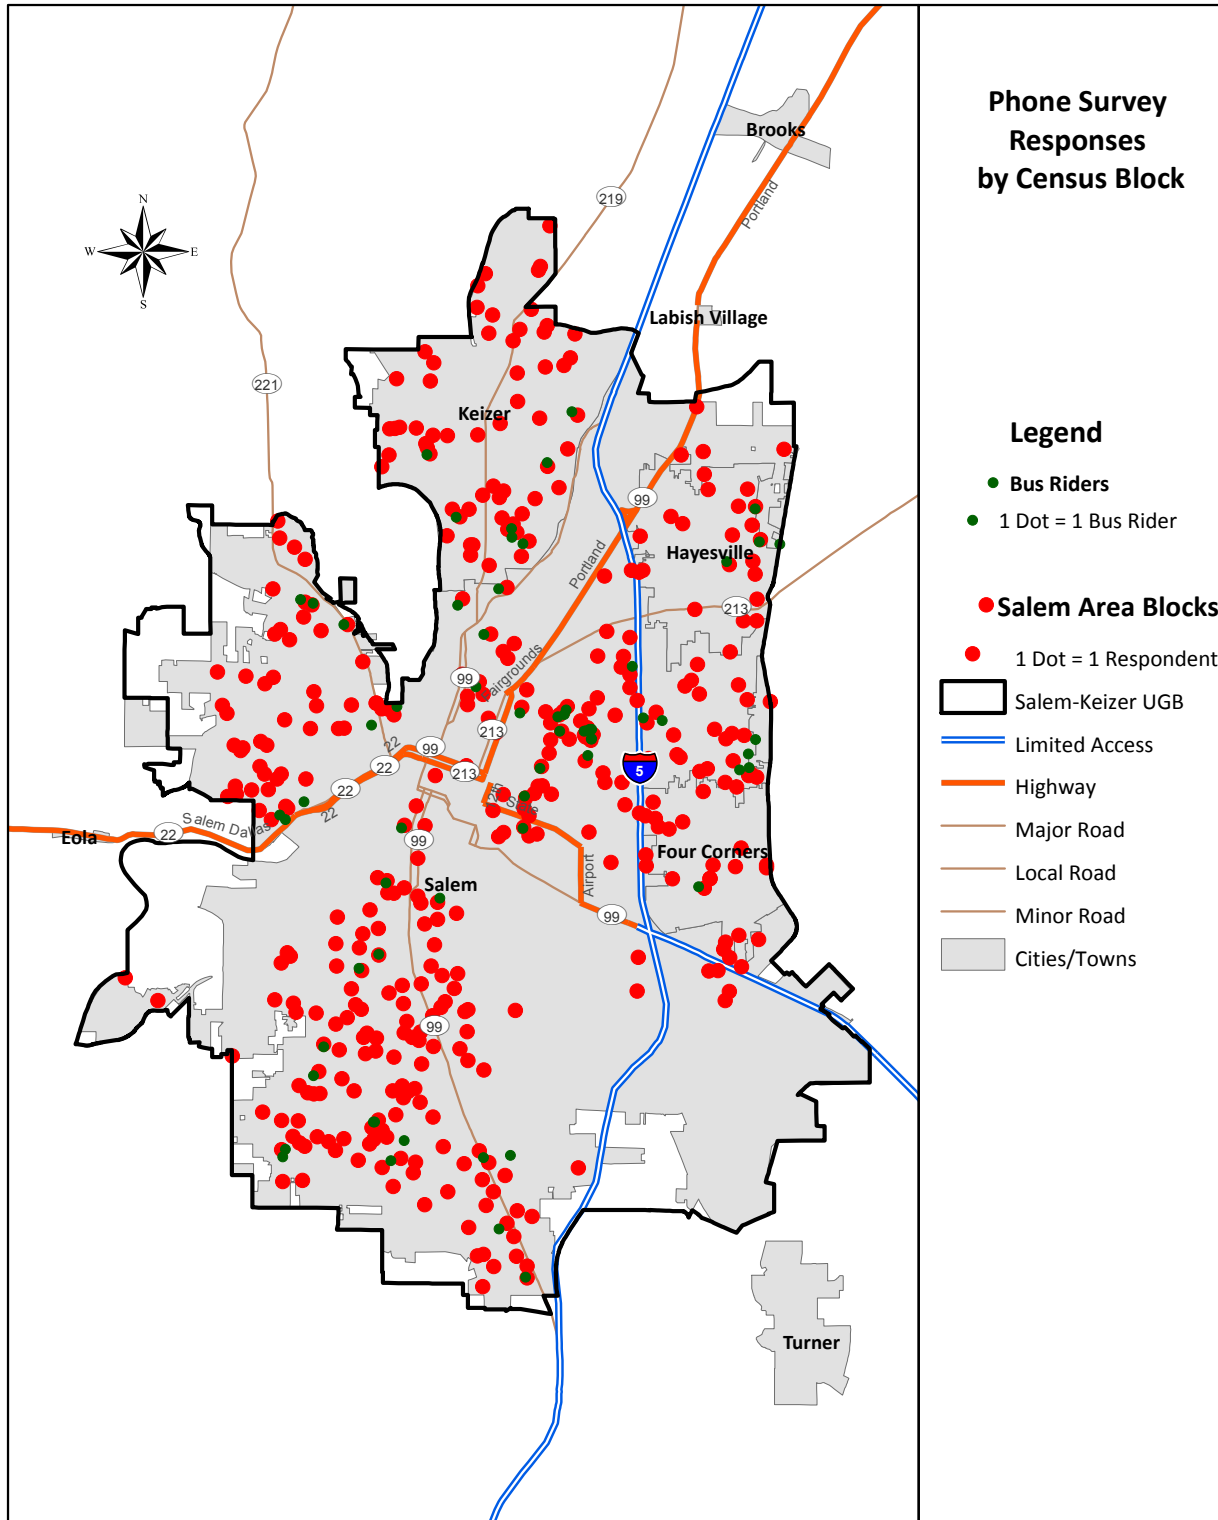 Phone Survey
Responses
by Census Block
Brooks
Portland
219
N
W
E
S
Labish Village
221
Keizer
Legend
Bus Riders
1 Dot = 1 Bus Rider
99
Portland
Hayesville
213
Salem Area Blocks
1 Dot = 1 Respondent
Salem-Keizer UGB
Limited Access
Highway
Major Road
Local Road
Minor Road
Cities/Towns
Fairgrounds
99
213
22
99
22
213
5
22
12th
State
Salem Dallas
22
22
Eola
99
Four Corners
Airport
Salem
99
99
Turner